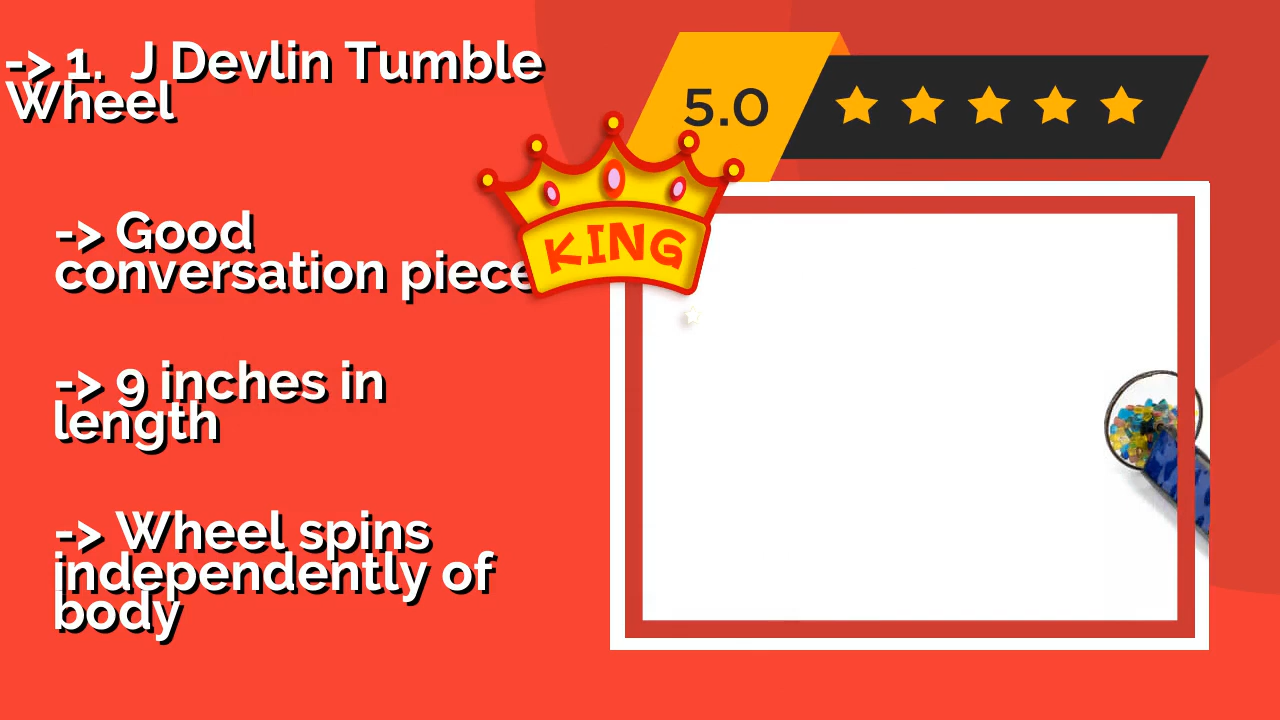 -> 1.  J Devlin Tumble
Wheel
5.0
KING
-> Good
conversation piece
-> 9 inches in
length
-> Wheel spins
independently of
body